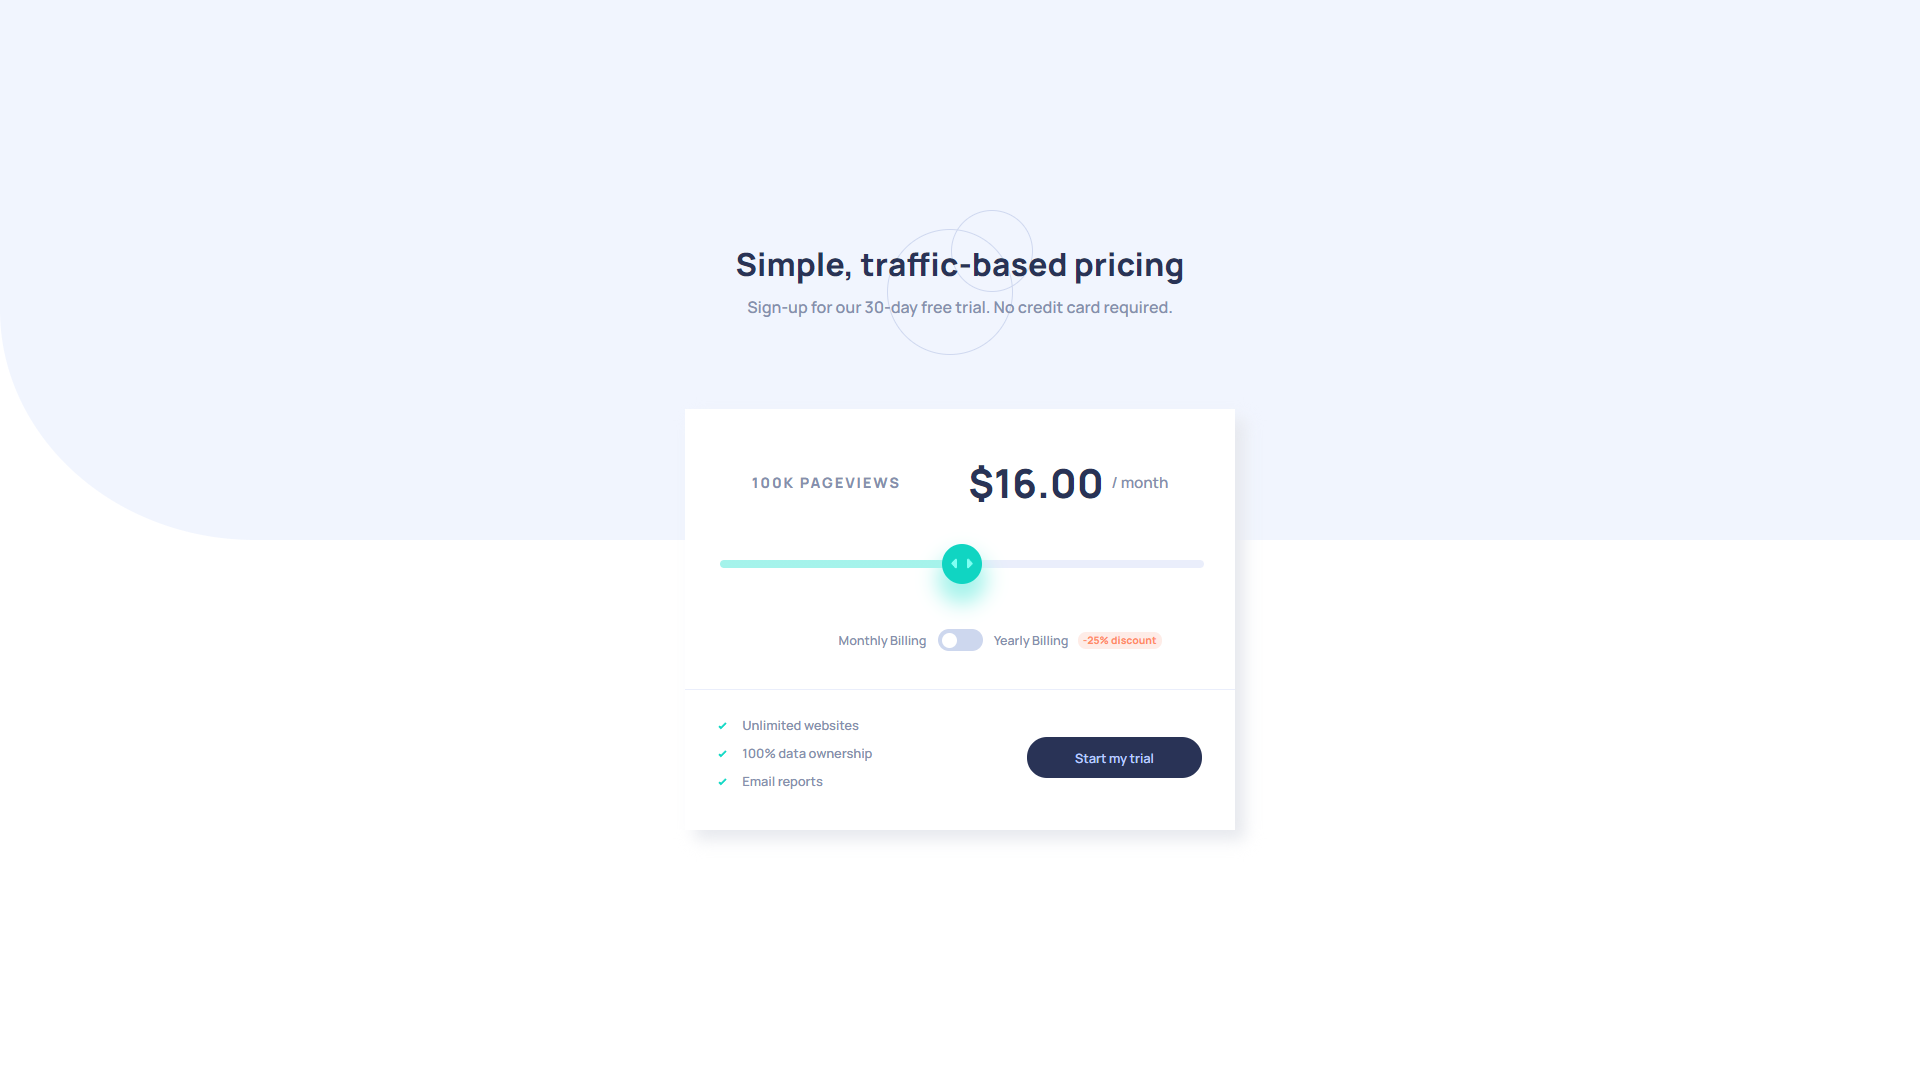 Simple, traffic-based pricing
Sign-up for our 30-day free trial. No credit card required.
100K PAGEVIEWS
$16.00 / month
Monthly Billing Yearly Billing -25% discount
Unlimited websites
100% data ownership
Email reports
Start my trial